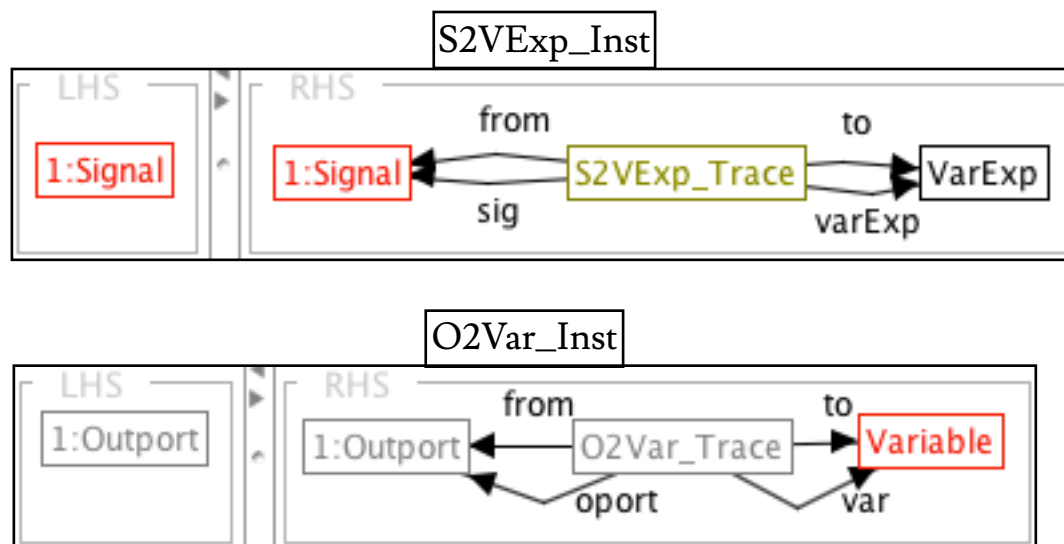 S2VExp_Inst
LHS RHS
from to
1:Signal 1:Signal S2VExp_Trace VarExp
sig varExp
O2Var_Inst
LHS RHS
from to
1:Outport 1:Outport O2Var_Trace Variable
oport var